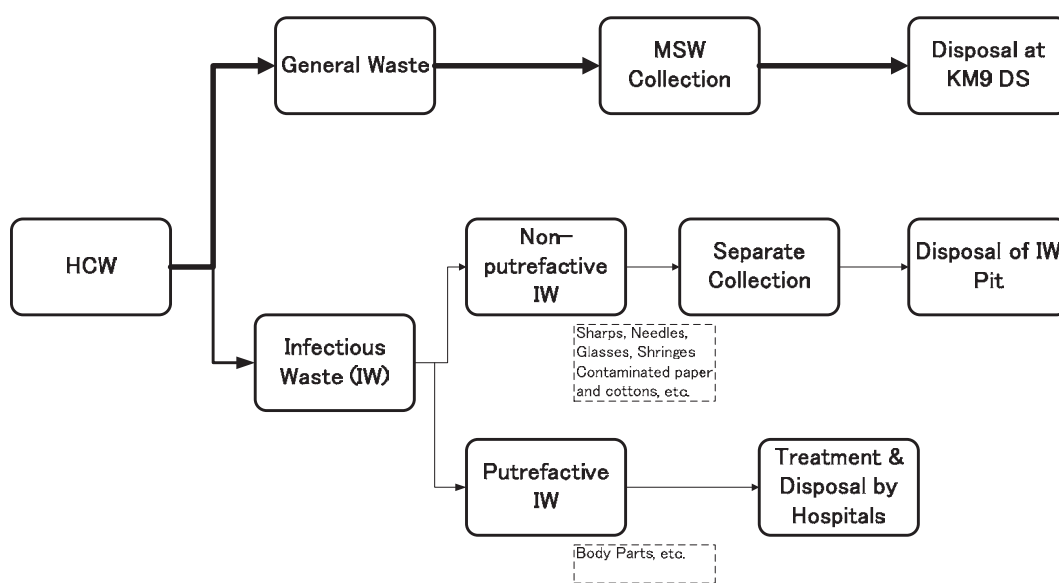 General Waste
MSW
Collection
Disposal at
KM9 DS
HCW
Non-
putrefactive
IW
Separate
Collection
Disposal of IW
Pit
Sharps, Needles,
Glasses, Shringes
Contaminated paper
and cottons, etc.
Infectious
Waste (IW)
Putrefactive
IW
Treatment &
Disposal by
Hospitals
Body Parts, etc.